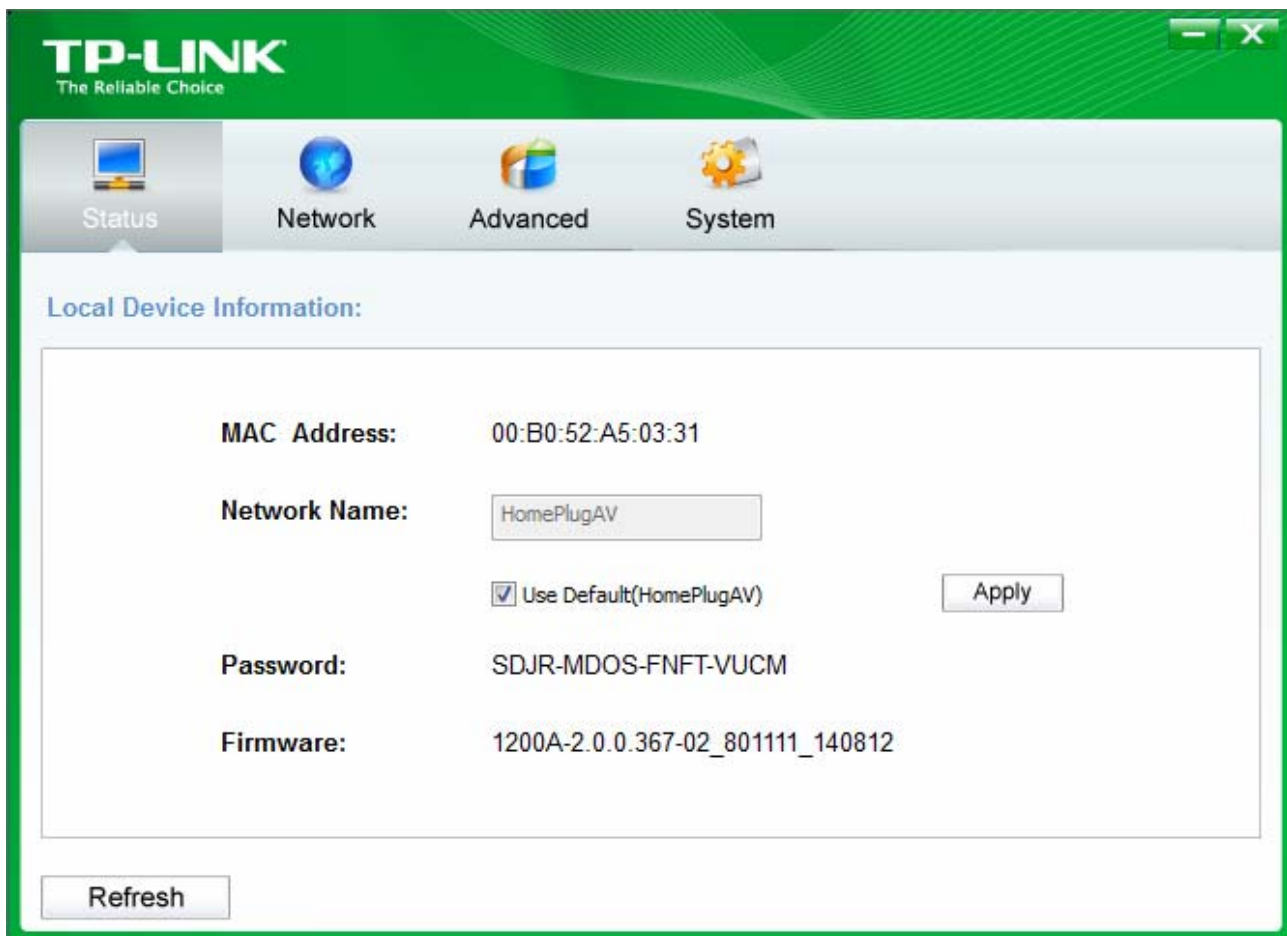 TP-LINK
The Reliable Choice
Status Network Advanced System
Local Device Information:
MAC Address: 00:B0:52:A5:03:31
Network Name: HomePlugAV
Use Default(HomePlugAV) Apply
Password: SDJR-MDOS-FNFT-VUCM
Firmware: 1200A-2.0.0.367-02_801111_140812
Refresh